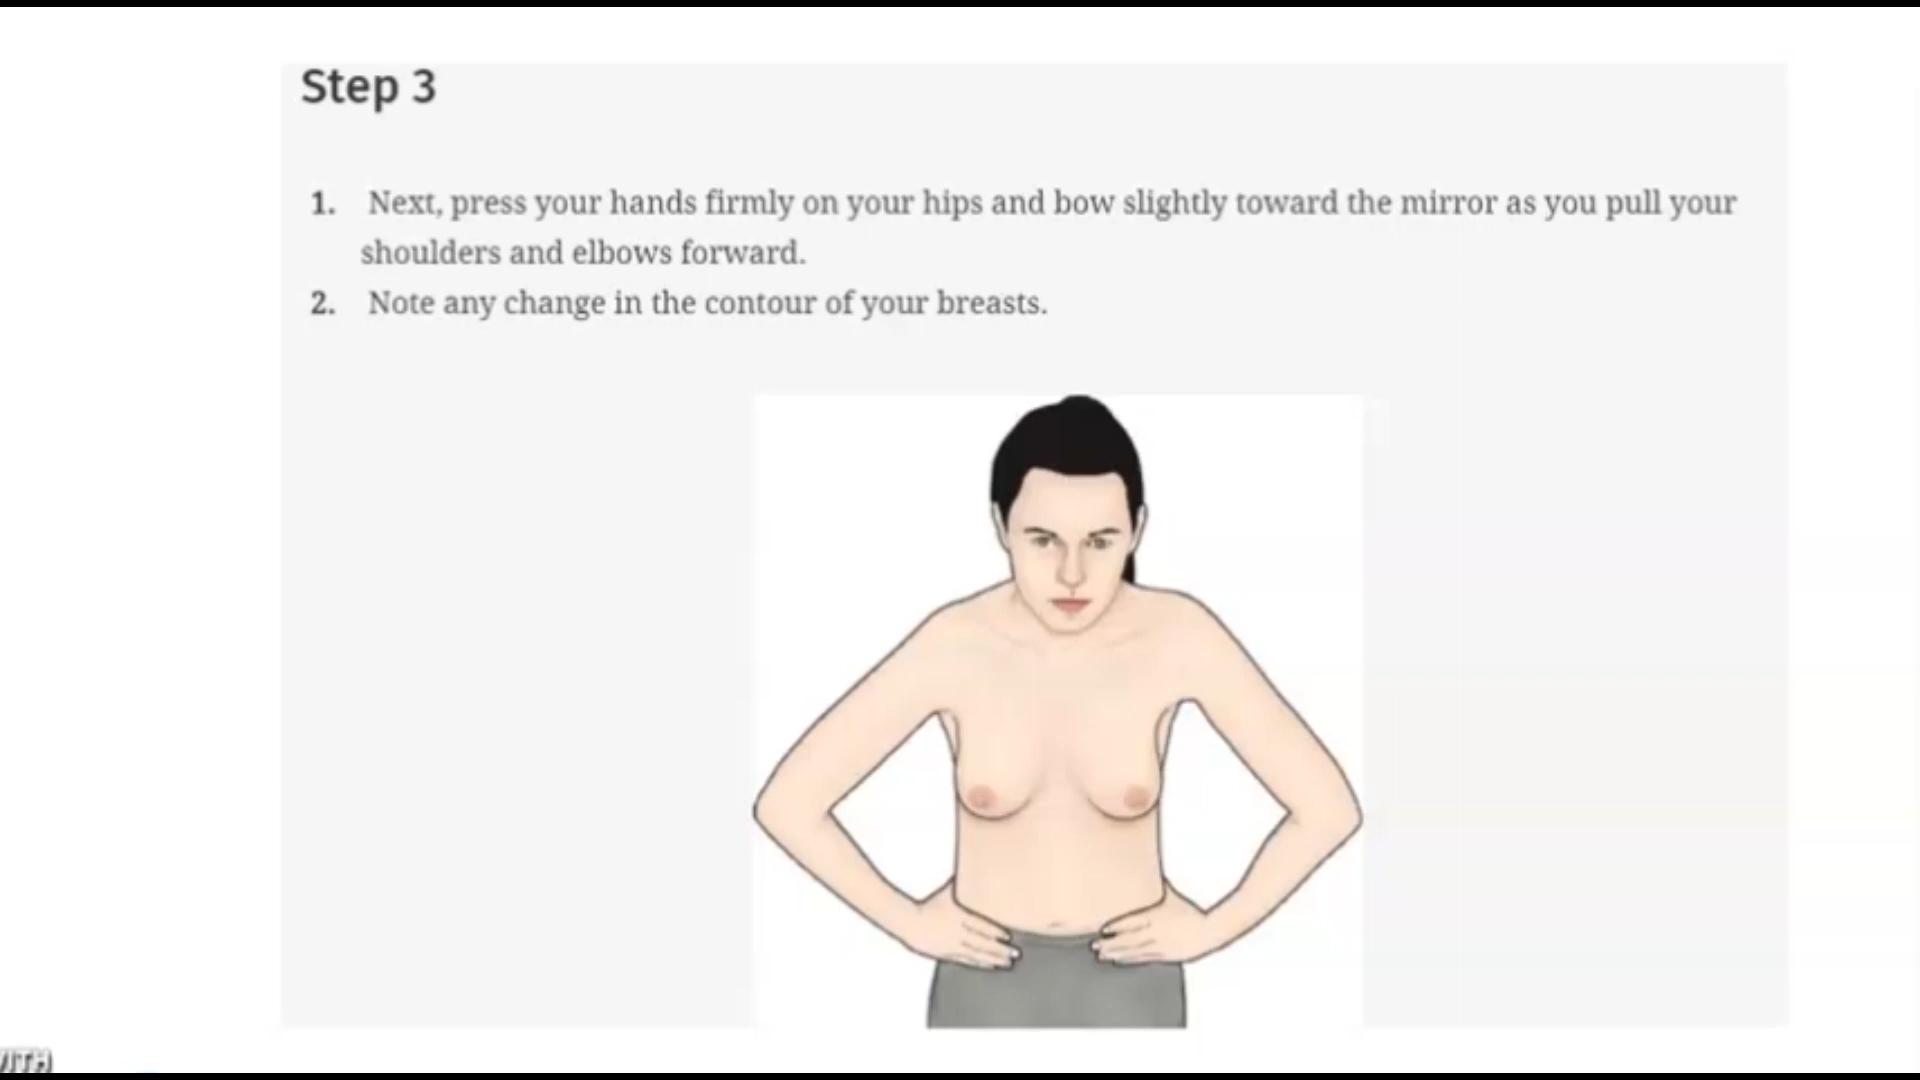 Step 3
1. Next, press your hands firmly on your hips and bow slightly toward the mirror as you pull your
shoulders and elbows forward.
2. Note any change in the contour of your breasts.